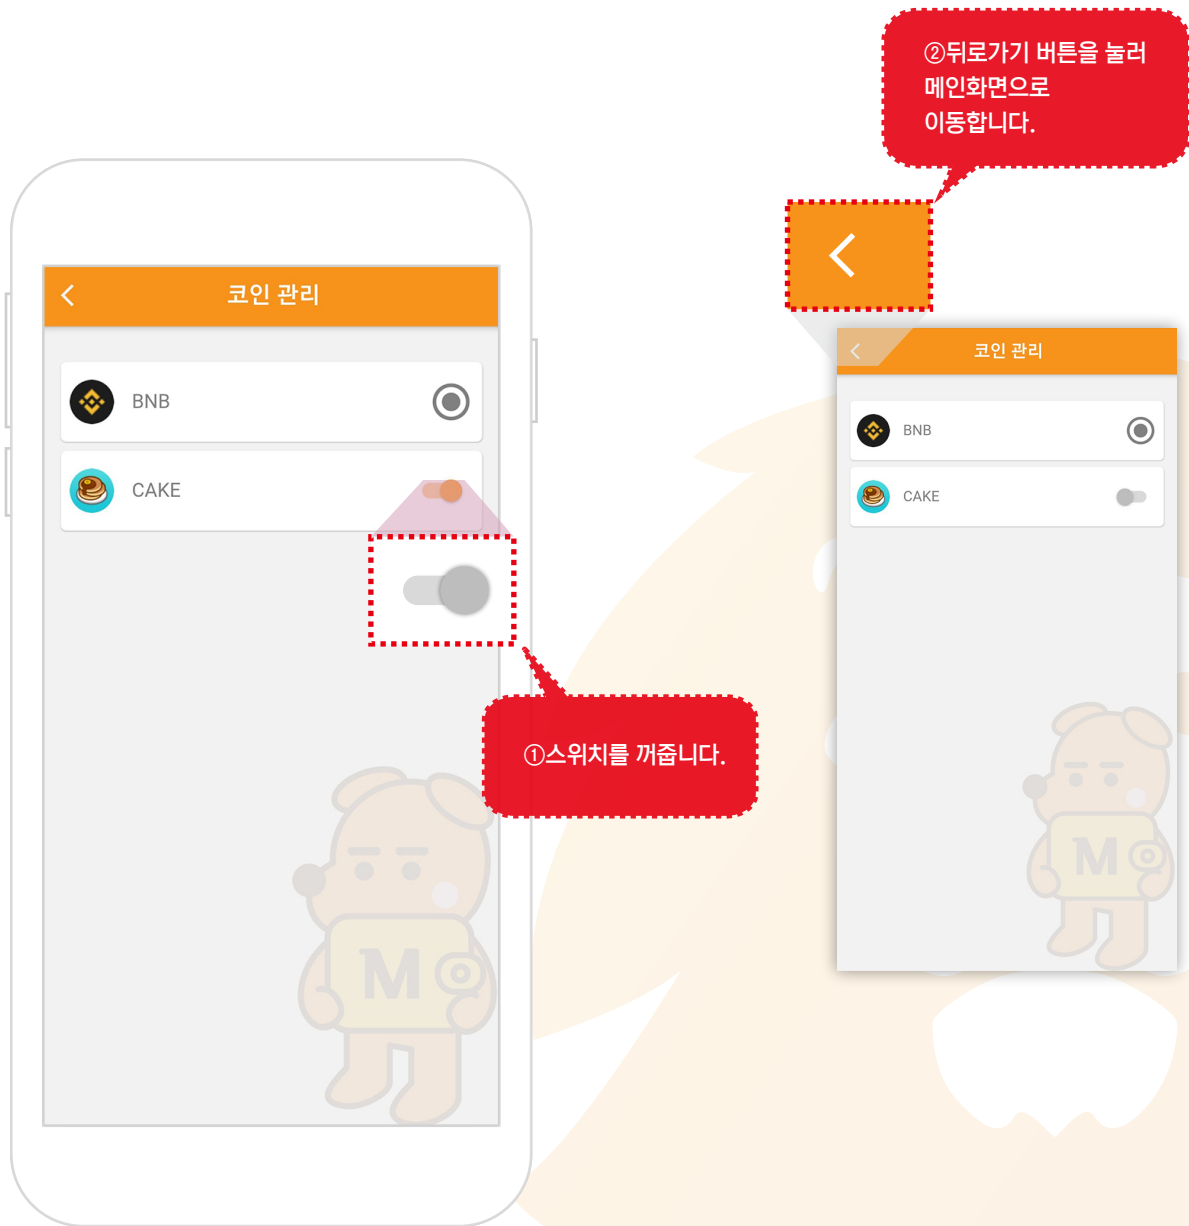 ②뒤로가기 버튼을 눌러
메인화면으로
이동합니다.
코인 관리
BNB
CAKE
①스위치를 꺼줍니다.
M
코인 관리
BNB
CAKE
M